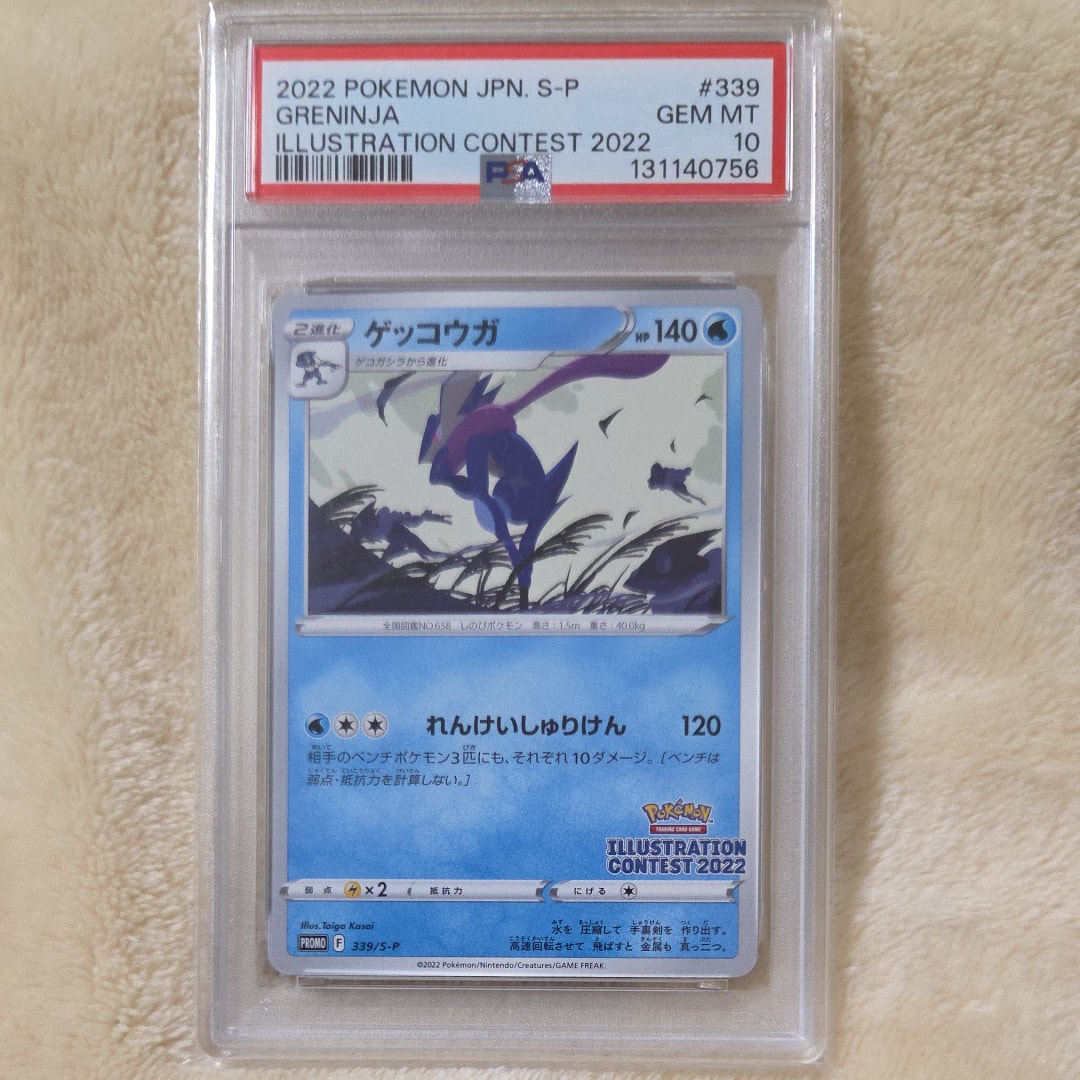 2022 POKEMON JPN. S-P #339
GRENINJA GEM MT
ILLUSTRATION CONTEST 2022 10
PSA 131140756
2進化 ゲッコウガ HP 140
ゲコガシラから進化
全国図鑑NO.658 しのびポケモン 高さ:1.5m 重さ:40.0kg
れんけいしゅりけん 120
相手のベンチポケモン3匹にも、それぞれ10ダメージ。[ベンチは
弱点・抵抗力を計算しない。]
Pokémon
TRADING CARD GAME
ILLUSTRATION
CONTEST 2022
弱点 ×2 抵抗力 にげる
Illus.Taiga Kasai
水を 圧縮して 手裏剣を 作り出す。
高速回転させて 飛ばすと 金属も 真っ二つ。
PROMO F 339/S-P
©2022 Pokémon/Nintendo/Creatures/GAME FREAK.